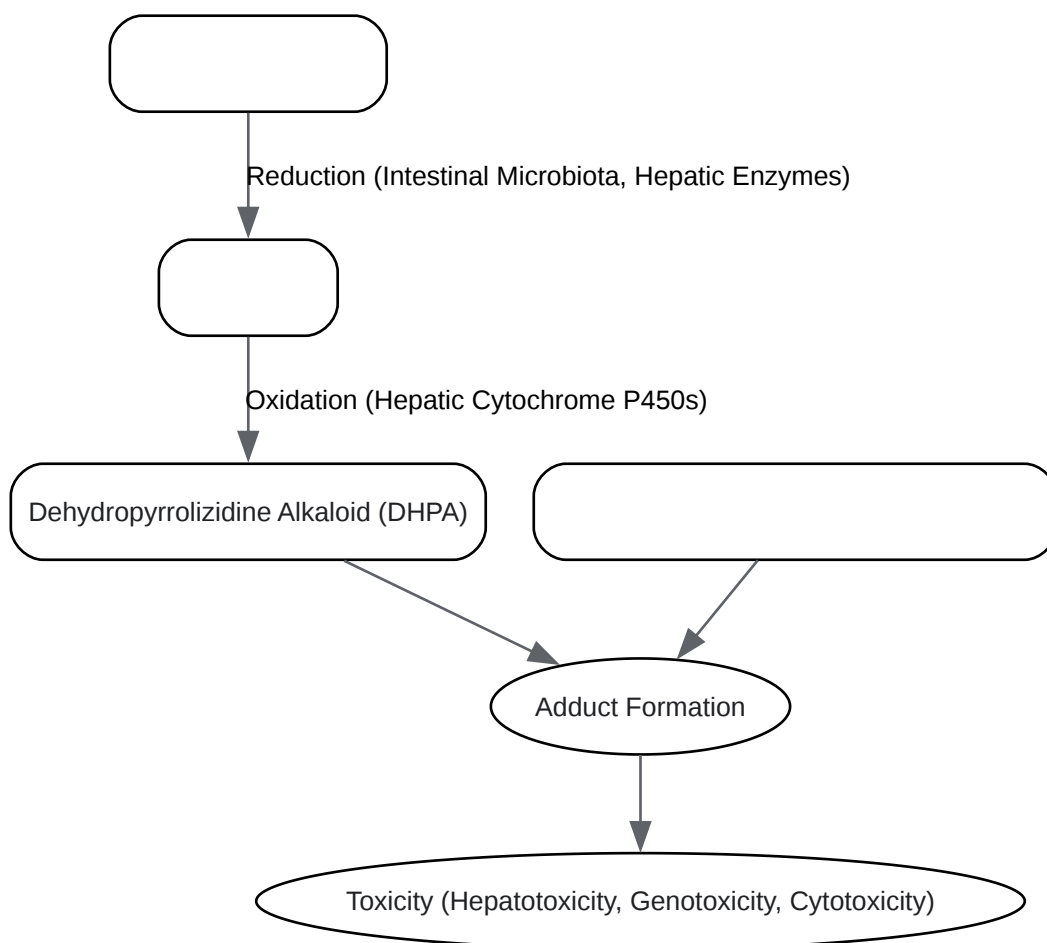 Reduction (Intestinal Microbiota, Hepatic Enzymes)
Oxidation (Hepatic Cytochrome P450s)
Dehydropyrrolizidine Alkaloid (DHPA)
Adduct Formation
Toxicity (Hepatotoxicity, Genotoxicity, Cytotoxicity)